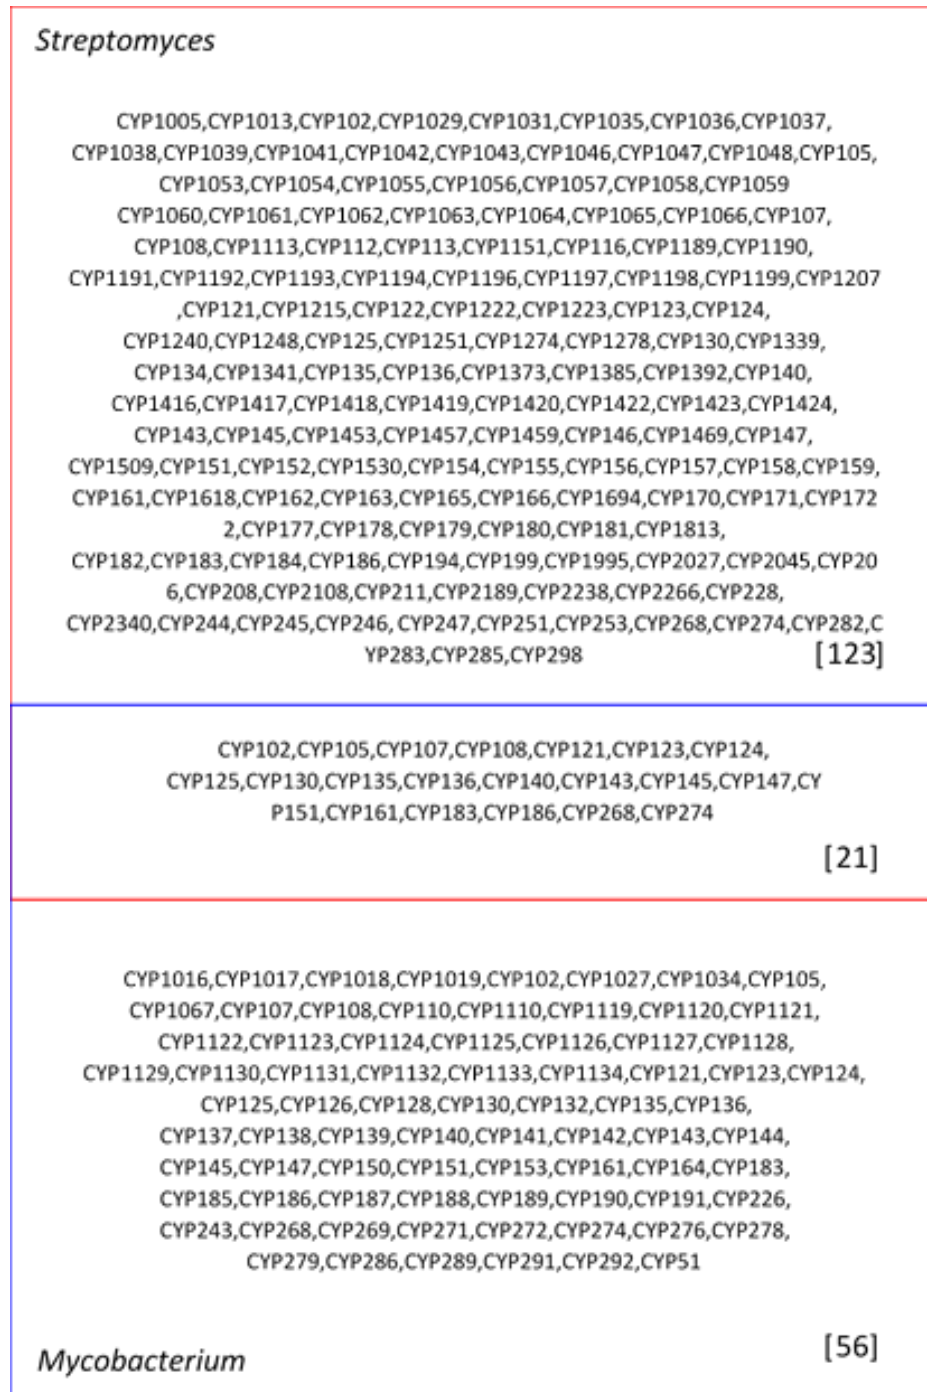 Streptomyces
CYP1005,CYP1013,CYP102,CYP1029,CYP1031,CYP1035,CYP1036,CYP1037,
CYP1038,CYP1039,CYP1041,CYP1042,CYP1043,CYP1046,CYP1047,CYP1048,CYP105,
CYP1053,CYP1054,CYP1055,CYP1056,CYP1057,CYP1058,CYP1059
CYP1060,CYP1061,CYP1062,CYP1063,CYP1064,CYP1065,CYP1066,CYP107,
CYP108,CYP1113,CYP112,CYP113,CYP1151,CYP116,CYP1189,CYP1190,
CYP1191,CYP1192,CYP1193,CYP1194,CYP1196,CYP1197,CYP1198,CYP1199,CYP1207
,CYP121,CYP1215,CYP122,CYP1222,CYP1223,CYP123,CYP124,
CYP1240,CYP1248,CYP125,CYP1251,CYP1274,CYP1278,CYP130,CYP1339,
CYP134,CYP1341,CYP135,CYP136,CYP1373,CYP1385,CYP1392,CYP140,
CYP1416,CYP1417,CYP1418,CYP1419,CYP1420,CYP1422,CYP1423,CYP1424,
CYP143,CYP145,CYP1453,CYP1457,CYP1459,CYP146,CYP1469,CYP147,
CYP1509,CYP151,CYP152,CYP1530,CYP154,CYP155,CYP156,CYP157,CYP158,CYP159,
CYP161,CYP1618,CYP162,CYP163,CYP165,CYP166,CYP1694,CYP170,CYP171,CYP172
2,CYP177,CYP178,CYP179,CYP180,CYP181,CYP1813,
CYP182,CYP183,CYP184,CYP186,CYP194,CYP199,CYP1995,CYP2027,CYP2045,CYP20
6,CYP208,CYP2108,CYP211,CYP2189,CYP2238,CYP2266,CYP228,
CYP2340,CYP244,CYP245,CYP246, CYP247,CYP251,CYP253,CYP268,CYP274,CYP282,C
YP283,CYP285,CYP298
[123]
CYP102,CYP105,CYP107,CYP108,CYP121,CYP123,CYP124,
CYP125,CYP130,CYP135,CYP136,CYP140,CYP143,CYP145,CYP147,CY
P151,CYP161,CYP183,CYP186,CYP268,CYP274
[21]
CYP1016,CYP1017,CYP1018,CYP1019,CYP102,CYP1027,CYP1034,CYP105,
CYP1067,CYP107,CYP108,CYP110,CYP1110,CYP1119,CYP1120,CYP1121,
CYP1122,CYP1123,CYP1124,CYP1125,CYP1126,CYP1127,CYP1128,
CYP1129,CYP1130,CYP1131,CYP1132,CYP1133,CYP1134,CYP121,CYP123,CYP124,
CYP125,CYP126,CYP128,CYP130,CYP132,CYP135,CYP136,
CYP137,CYP138,CYP139,CYP140,CYP141,CYP142,CYP143,CYP144,
CYP145,CYP147,CYP150,CYP151,CYP153,CYP161,CYP164,CYP183,
CYP185,CYP186,CYP187,CYP188,CYP189,CYP190,CYP191,CYP226,
CYP243,CYP268,CYP269,CYP271,CYP272,CYP274,CYP276,CYP278,
CYP279,CYP286,CYP289,CYP291,CYP292,CYP51
[56]
Mycobacterium